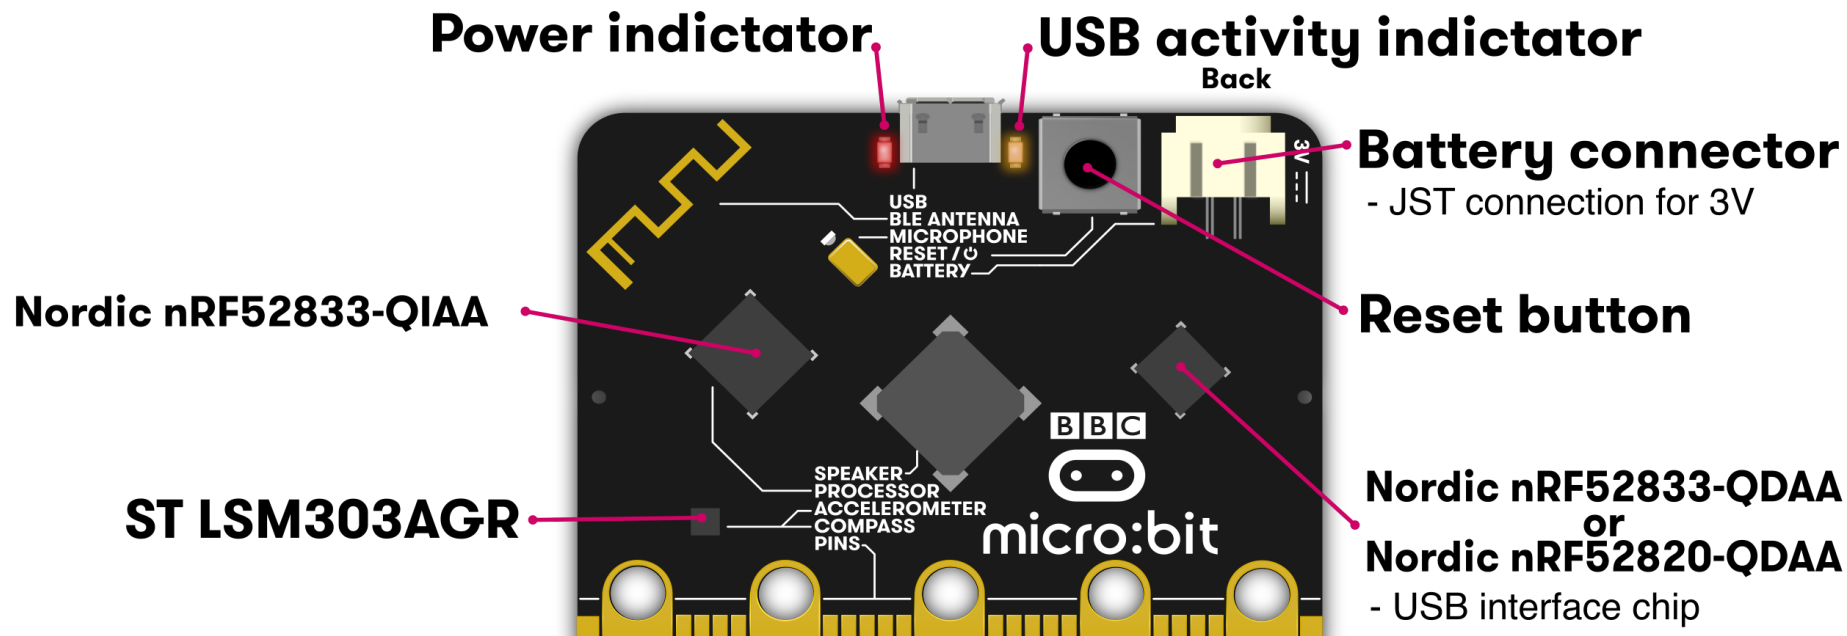 Power indictator
USB activity indictator
Back
Battery connector
- JST connection for 3V
3V
USB
BLE ANTENNA
MICROPHONE
RESET / ⏻
BATTERY
Nordic nRF52833-QIAA
Reset button
BBC
SPEAKER
PROCESSOR
ACCELEROMETER
COMPASS
PINS
micro:bit
ST LSM303AGR
Nordic nRF52833-QDAA
or
Nordic nRF52820-QDAA
- USB interface chip